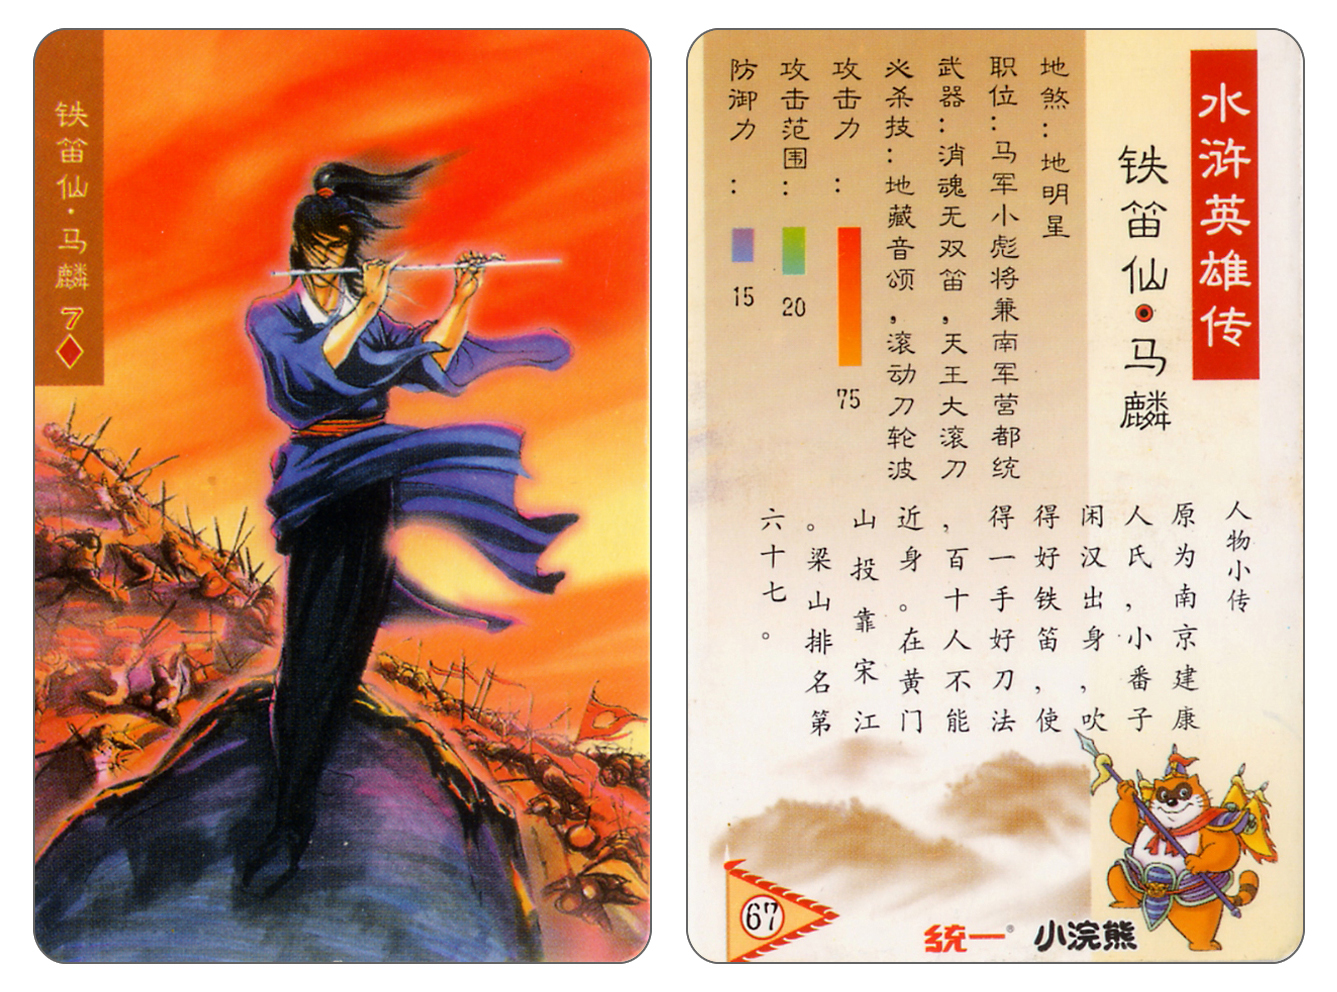 铁笛仙·马麟
7
水浒英雄传
铁笛仙·马麟
地煞：地明星
职位：马军小彪将兼南军营都统
武器：消魂无双笛，天王大滚刀
必杀技：地藏音颂，滚动刀轮波
攻击力：
75
攻击范围：
20
防御力：
15
人物小传
原为南京建康
人氏，小番子
闲汉出身，吹
得好铁笛，使
得一手好刀法
，百十人不能
近身。在黄门
山投靠宋江
。梁山排名第
六十七。
67
统一®
小浣熊